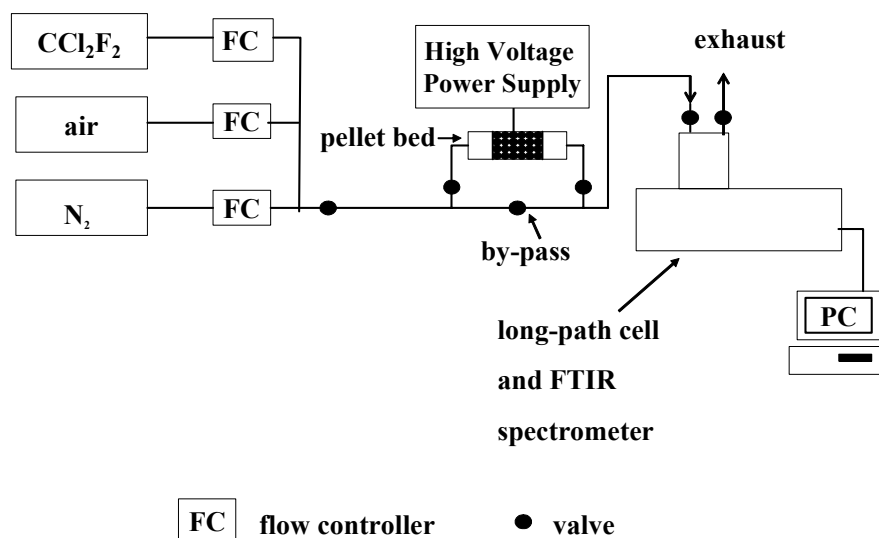 CCl₂F₂
FC
High Voltage
Power Supply
exhaust
air
FC
pellet bed
N₂
FC
by-pass
PC
long-path cell
and FTIR
spectrometer
FC flow controller
valve